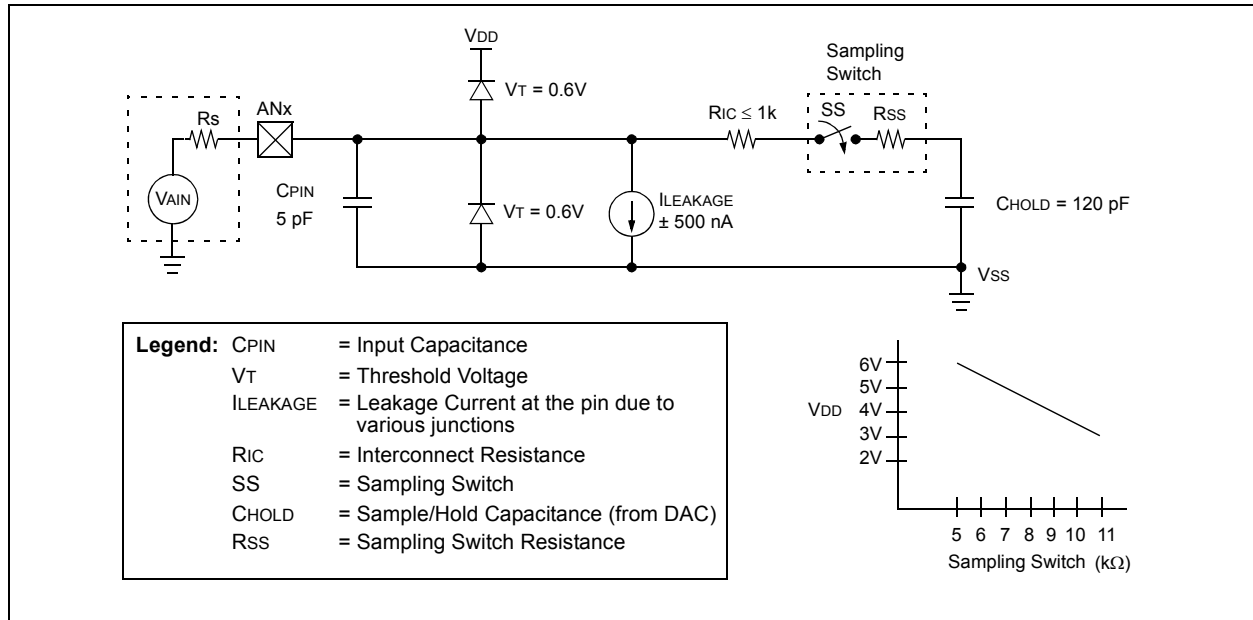 VDD
Sampling
Switch
VT = 0.6V
ANx
RIC ≤ 1k
SS
RSS
Rs
VAIN
CPIN
5 pF
VT = 0.6V
ILEAKAGE
± 500 nA
CHOLD = 120 pF
VSS
Legend: CPIN = Input Capacitance
VT = Threshold Voltage
ILEAKAGE = Leakage Current at the pin due to
various junctions
RIC = Interconnect Resistance
SS = Sampling Switch
CHOLD = Sample/Hold Capacitance (from DAC)
RSS = Sampling Switch Resistance
6V
5V
VDD 4V
3V
2V
5 6 7 8 9 10 11
Sampling Switch (kΩ)